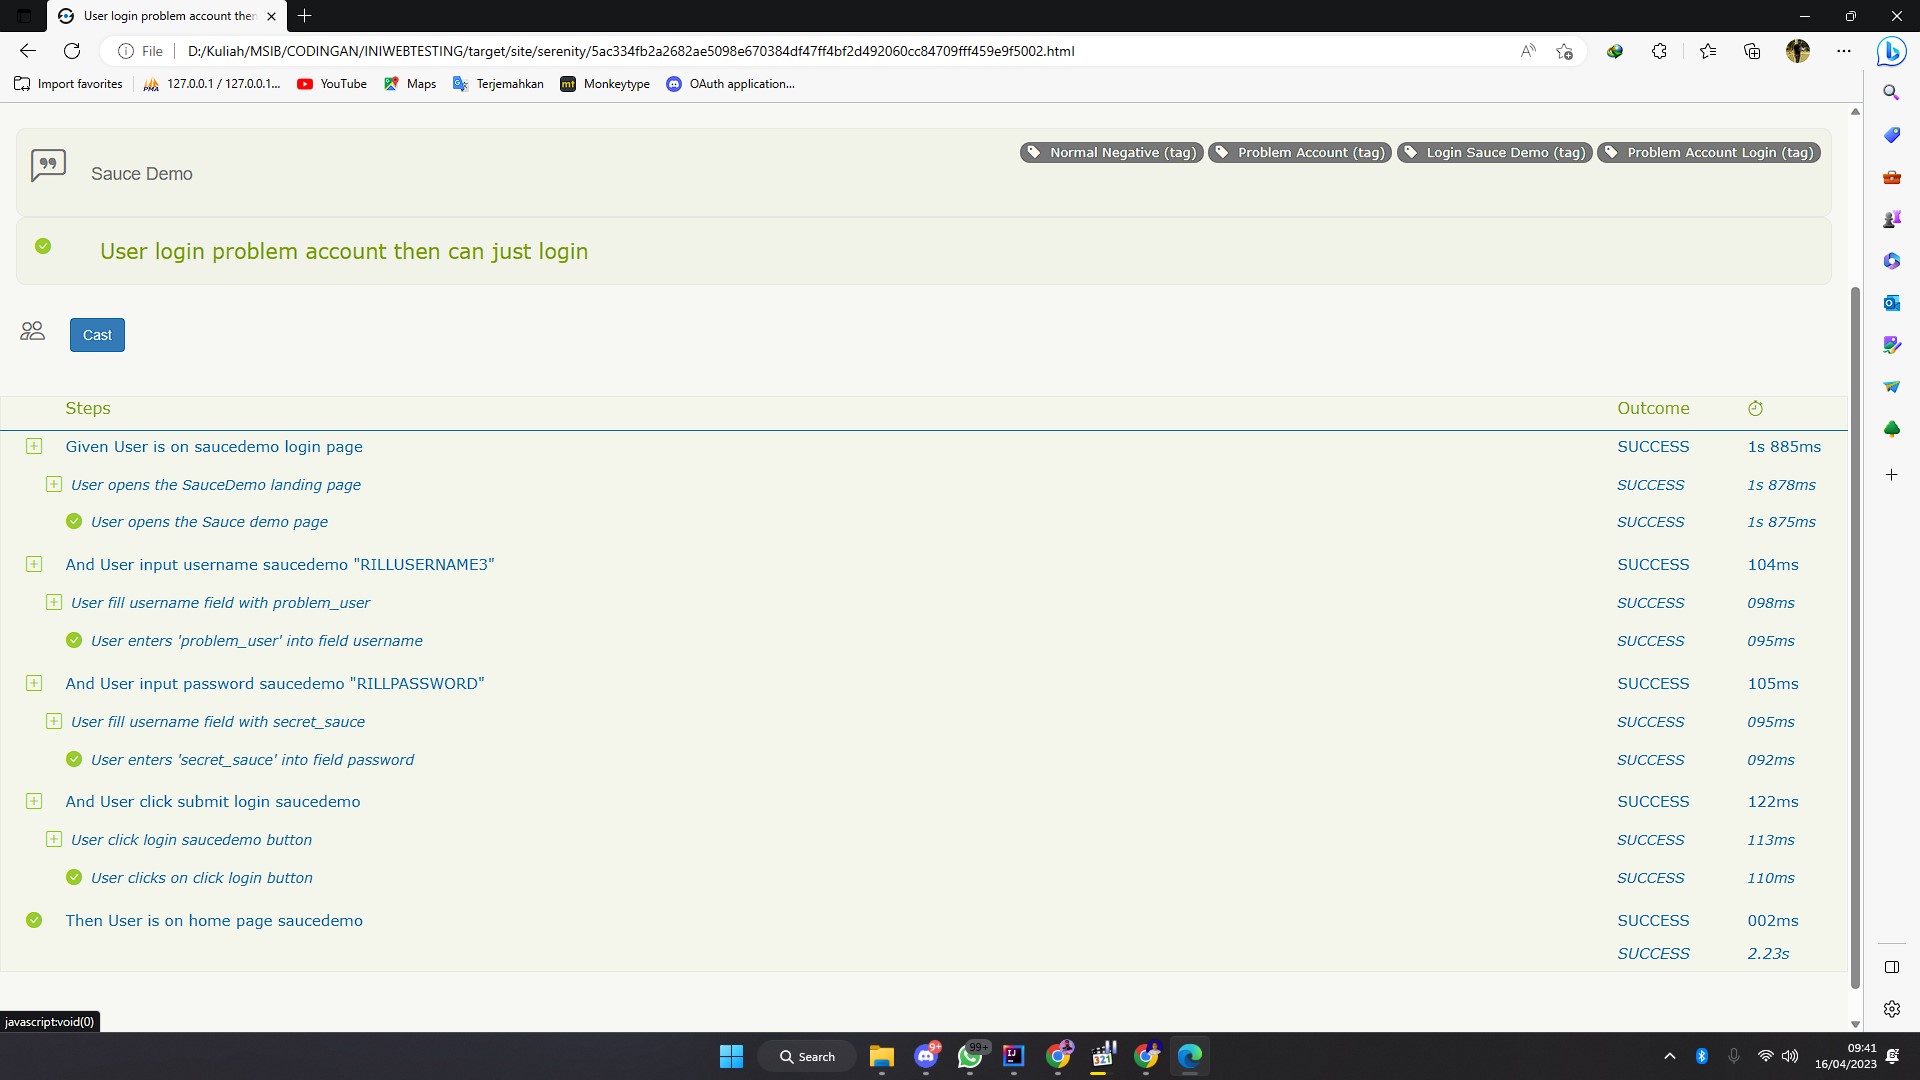 User login problem account then
File
D:/Kuliah/MSIB/CODINGAN/INIWEBTESTING/target/site/serenity/5ac334fb2a2682ae5098e670384df47ff4bf2d492060cc84709fff459e9f5002.html
Import favorites
127.0.0.1 / 127.0.0.1...
YouTube
Maps
Terjemahkan
Monkeytype
OAuth application...
Sauce Demo
Normal Negative (tag)
Problem Account (tag)
Login Sauce Demo (tag)
Problem Account Login (tag)
User login problem account then can just login
Cast
Steps Outcome
Given User is on saucedemo login page SUCCESS 1s 885ms
User opens the SauceDemo landing page SUCCESS 1s 878ms
User opens the Sauce demo page SUCCESS 1s 875ms
And User input username saucedemo "RILLUSERNAME3" SUCCESS 104ms
User fill username field with problem_user SUCCESS 098ms
User enters 'problem_user' into field username SUCCESS 095ms
And User input password saucedemo "RILLPASSWORD" SUCCESS 105ms
User fill username field with secret_sauce SUCCESS 095ms
User enters 'secret_sauce' into field password SUCCESS 092ms
And User click submit login saucedemo SUCCESS 122ms
User click login saucedemo button SUCCESS 113ms
User clicks on click login button SUCCESS 110ms
Then User is on home page saucedemo SUCCESS 002ms
SUCCESS 2.23s
javascript:void(0)
Search
9+
99+
321
09:41
16/04/2023